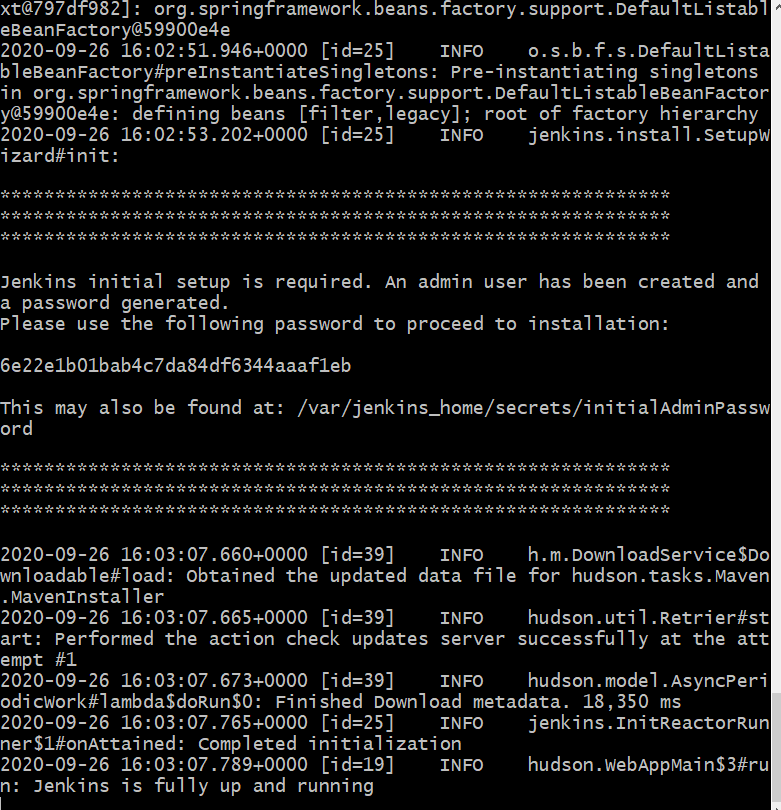 xt@797df982]: org.springframework.beans.factory.support.DefaultListabl
eBeanFactory@59900e4e
2020-09-26 16:02:51.946+0000 [id=25]    INFO    o.s.b.f.s.DefaultLista
bleBeanFactory#preInstantiateSingletons: Pre-instantiating singletons
in org.springframework.beans.factory.support.DefaultListableBeanFactor
y@59900e4e: defining beans [filter,legacy]; root of factory hierarchy
2020-09-26 16:02:53.202+0000 [id=25]    INFO    jenkins.install.SetupW
izard#init:
*************************************************************
*************************************************************
*************************************************************
Jenkins initial setup is required. An admin user has been created and
a password generated.
Please use the following password to proceed to installation:
6e22e1b01bab4c7da84df6344aaaf1eb
This may also be found at: /var/jenkins_home/secrets/initialAdminPassw
ord
*************************************************************
*************************************************************
*************************************************************
2020-09-26 16:03:07.660+0000 [id=39]    INFO    h.m.DownloadService$Do
wnloadable#load: Obtained the updated data file for hudson.tasks.Maven
.MavenInstaller
2020-09-26 16:03:07.665+0000 [id=39]    INFO    hudson.util.Retrier#st
art: Performed the action check updates server successfully at the att
empt #1
2020-09-26 16:03:07.673+0000 [id=39]    INFO    hudson.model.AsyncPeri
odicWork#lambda$doRun$0: Finished Download metadata. 18,350 ms
2020-09-26 16:03:07.765+0000 [id=25]    INFO    jenkins.InitReactorRun
ner$1#onAttained: Completed initialization
2020-09-26 16:03:07.789+0000 [id=19]    INFO    hudson.WebAppMain$3#ru
n: Jenkins is fully up and running